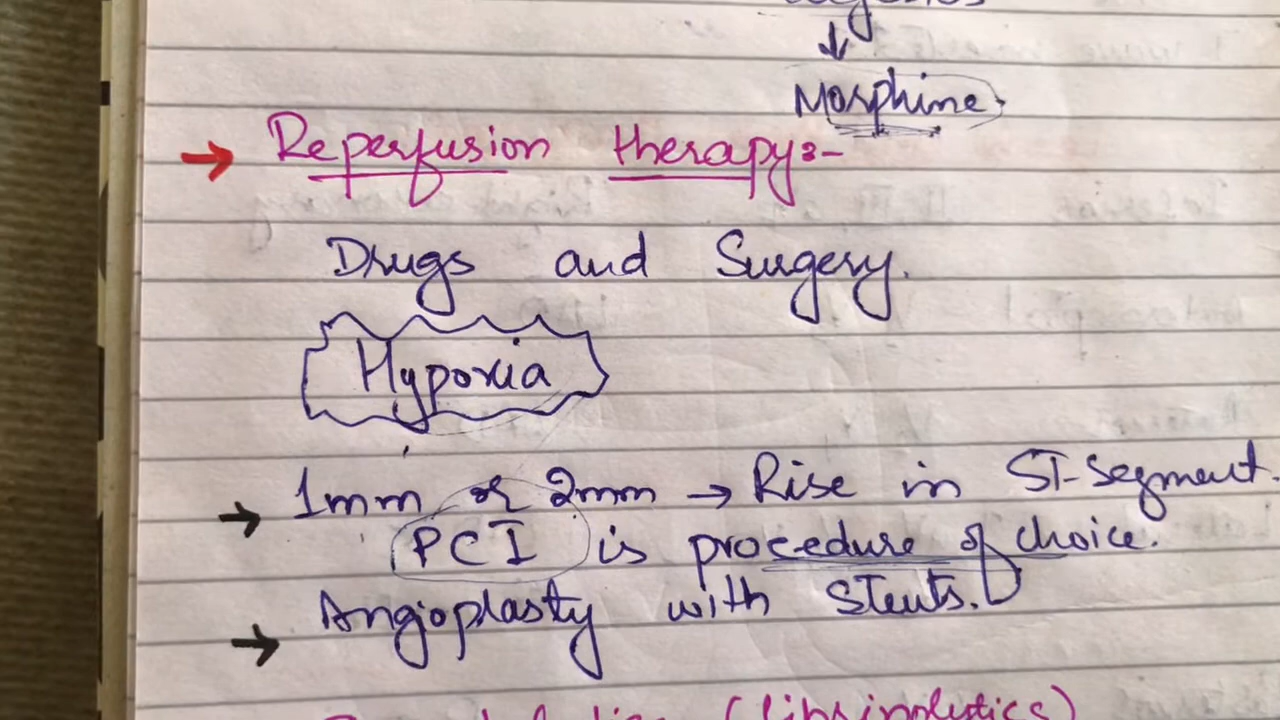 ↓
Morphine
→ Reperfusion therapy:-
Drugs and Surgery.
Hypoxia
→ 1mm or 2mm → Rise in ST-Segment.
PCI is procedure of choice.
→ Angioplasty with Stents.